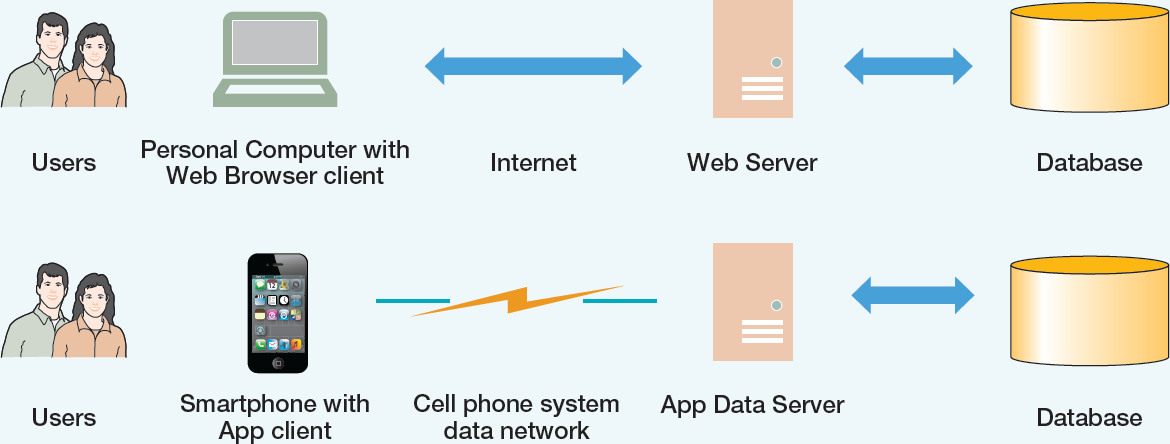 Users
Personal Computer with
Web Browser client
Internet
Web Server
Database
Users
Smartphone with
App client
Cell phone system
data network
App Data Server
Database